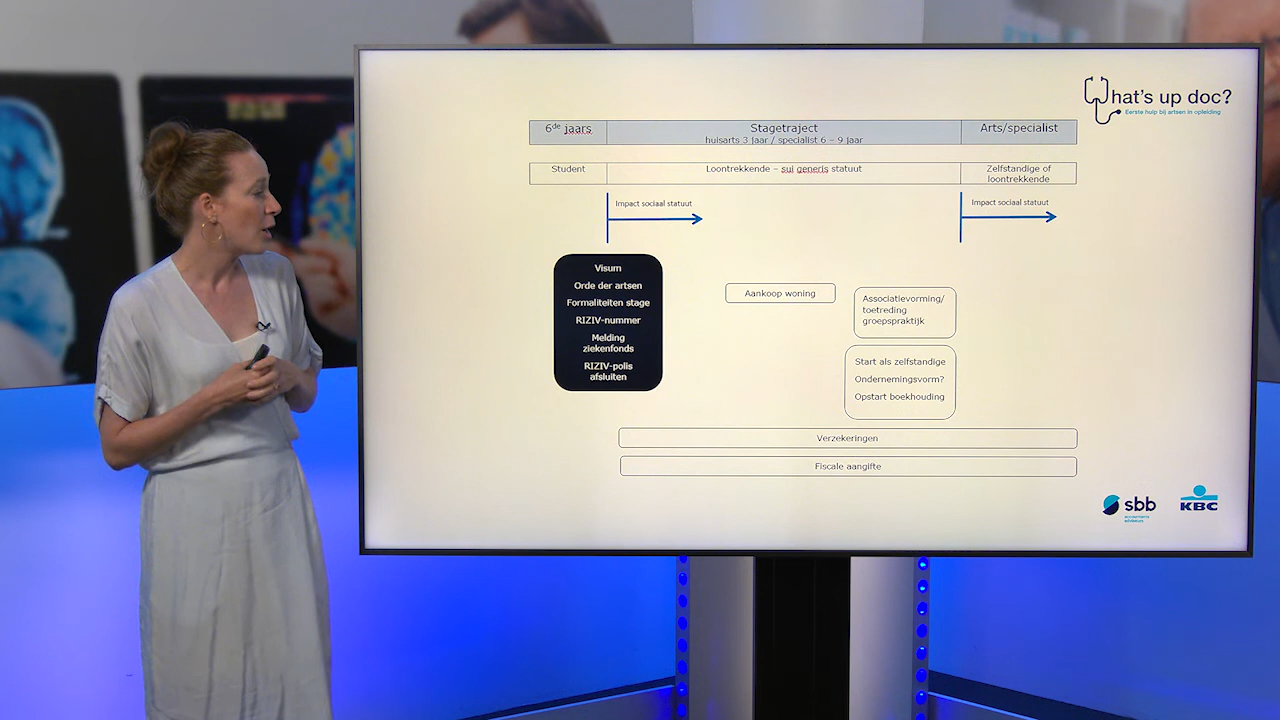 What's up doc?
Eerste hulp bij artsen in opleiding
6de jaars
Stagetraject
huisarts 3 jaar / specialist 6 – 9 jaar
Arts/specialist
Student
Loontrekkende – sui generis statuut
Zelfstandige of
loontrekkende
Impact sociaal statuut
Impact sociaal statuut
Visum
Orde der artsen
Formaliteiten stage
RIZIV-nummer
Melding
ziekenfonds
RIZIV-polis
afsluiten
Aankoop woning
Associatievorming/
toetreding
groepspraktijk
Start als zelfstandige
Ondernemingsvorm?
Opstart boekhouding
Verzekeringen
Fiscale aangifte
sbb
accountants
adviseurs
KBC